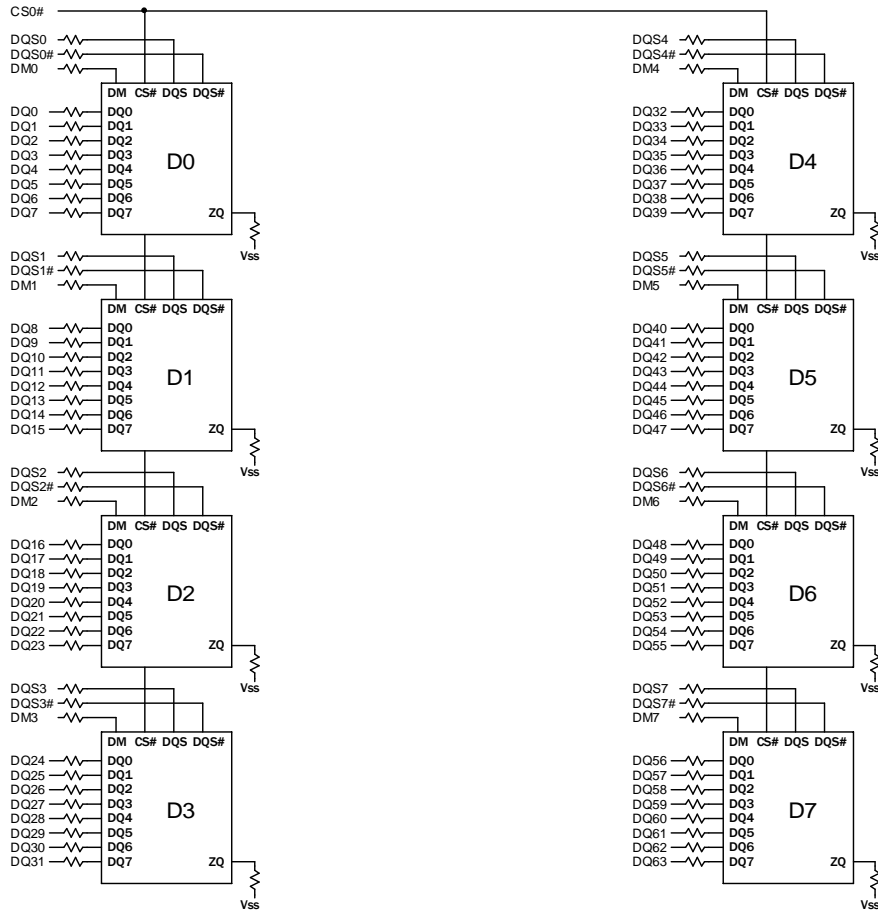 CS0#
DQS0
DQS0#
DM0
DM CS# DQS DQS#
DQ0 DQ0
DQ1 DQ1
DQ2 DQ2
DQ3 DQ3
DQ4 DQ4
DQ5 DQ5
DQ6 DQ6
DQ7 DQ7
D0
ZQ
Vss
DQS1
DQS1#
DM1
DM CS# DQS DQS#
DQ8 DQ0
DQ9 DQ1
DQ10 DQ2
DQ11 DQ3
DQ12 DQ4
DQ13 DQ5
DQ14 DQ6
DQ15 DQ7
D1
ZQ
Vss
DQS2
DQS2#
DM2
DM CS# DQS DQS#
DQ16 DQ0
DQ17 DQ1
DQ18 DQ2
DQ19 DQ3
DQ20 DQ4
DQ21 DQ5
DQ22 DQ6
DQ23 DQ7
D2
ZQ
Vss
DQS3
DQS3#
DM3
DM CS# DQS DQS#
DQ24 DQ0
DQ25 DQ1
DQ26 DQ2
DQ27 DQ3
DQ28 DQ4
DQ29 DQ5
DQ30 DQ6
DQ31 DQ7
D3
ZQ
Vss
DQS4
DQS4#
DM4
DM CS# DQS DQS#
DQ32 DQ0
DQ33 DQ1
DQ34 DQ2
DQ35 DQ3
DQ36 DQ4
DQ37 DQ5
DQ38 DQ6
DQ39 DQ7
D4
ZQ
Vss
DQS5
DQS5#
DM5
DM CS# DQS DQS#
DQ40 DQ0
DQ41 DQ1
DQ42 DQ2
DQ43 DQ3
DQ44 DQ4
DQ45 DQ5
DQ46 DQ6
DQ47 DQ7
D5
ZQ
Vss
DQS6
DQS6#
DM6
DM CS# DQS DQS#
DQ48 DQ0
DQ49 DQ1
DQ50 DQ2
DQ51 DQ3
DQ52 DQ4
DQ53 DQ5
DQ54 DQ6
DQ55 DQ7
D6
ZQ
Vss
DQS7
DQS7#
DM7
DM CS# DQS DQS#
DQ56 DQ0
DQ57 DQ1
DQ58 DQ2
DQ59 DQ3
DQ60 DQ4
DQ61 DQ5
DQ62 DQ6
DQ63 DQ7
D7
ZQ
Vss